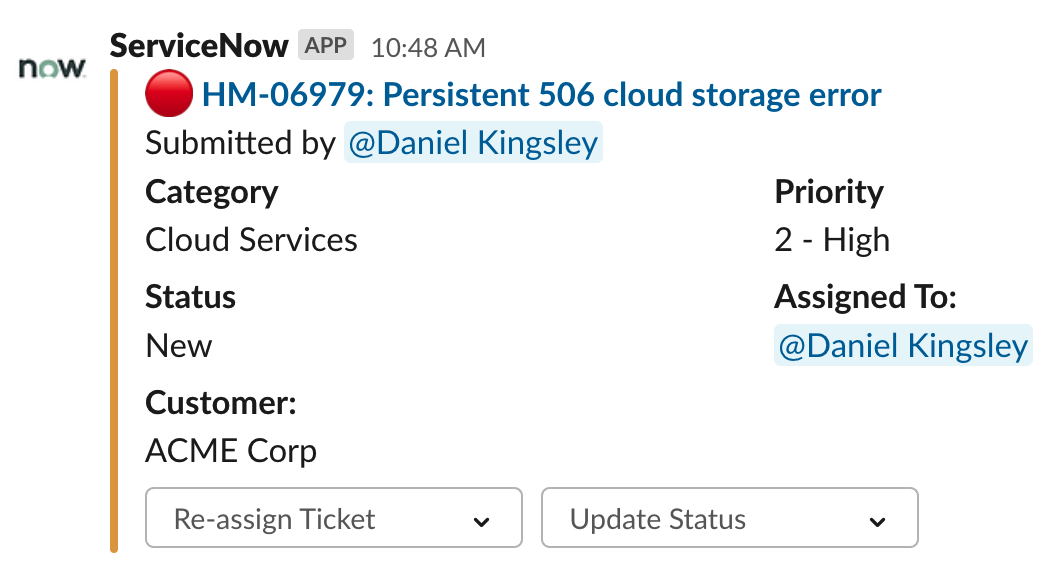 now.
ServiceNow APP 10:48 AM
HM-06979: Persistent 506 cloud storage error
Submitted by @Daniel Kingsley
Category Priority
Cloud Services 2 - High
Status Assigned To:
New @Daniel Kingsley
Customer:
ACME Corp
Re-assign Ticket Update Status